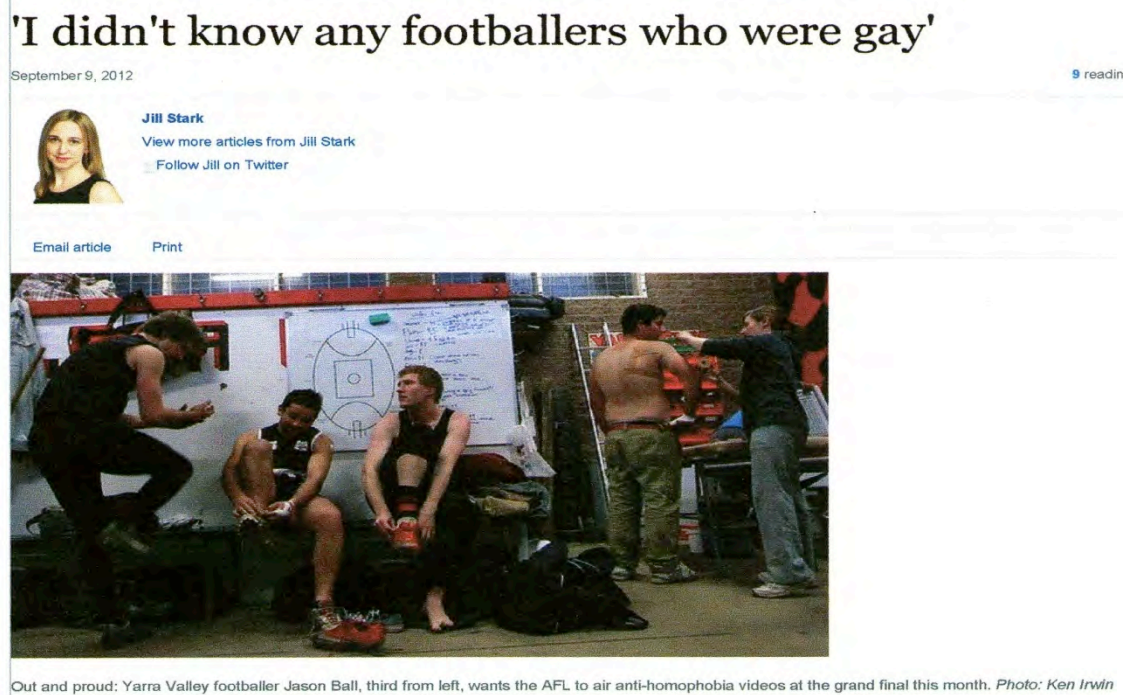 'I didn't know any footballers who were gay'
September 9, 2012
9 readin
Jill Stark
View more articles from Jill Stark
Follow Jill on Twitter
Email article
Print
Out and proud: Yarra Valley footballer Jason Ball, third from left, wants the AFL to air anti-homophobia videos at the grand final this month. Photo: Ken Irwin